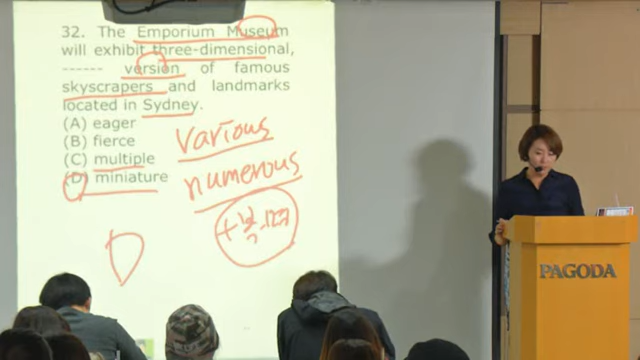 32. The Emporium Museum
will exhibit three-dimensional,
------ version of famous
skyscrapers and landmarks
located in Sydney.
(A) eager
(B) fierce
(C) multiple
(D) miniature
various
numerous
D
PAGODA